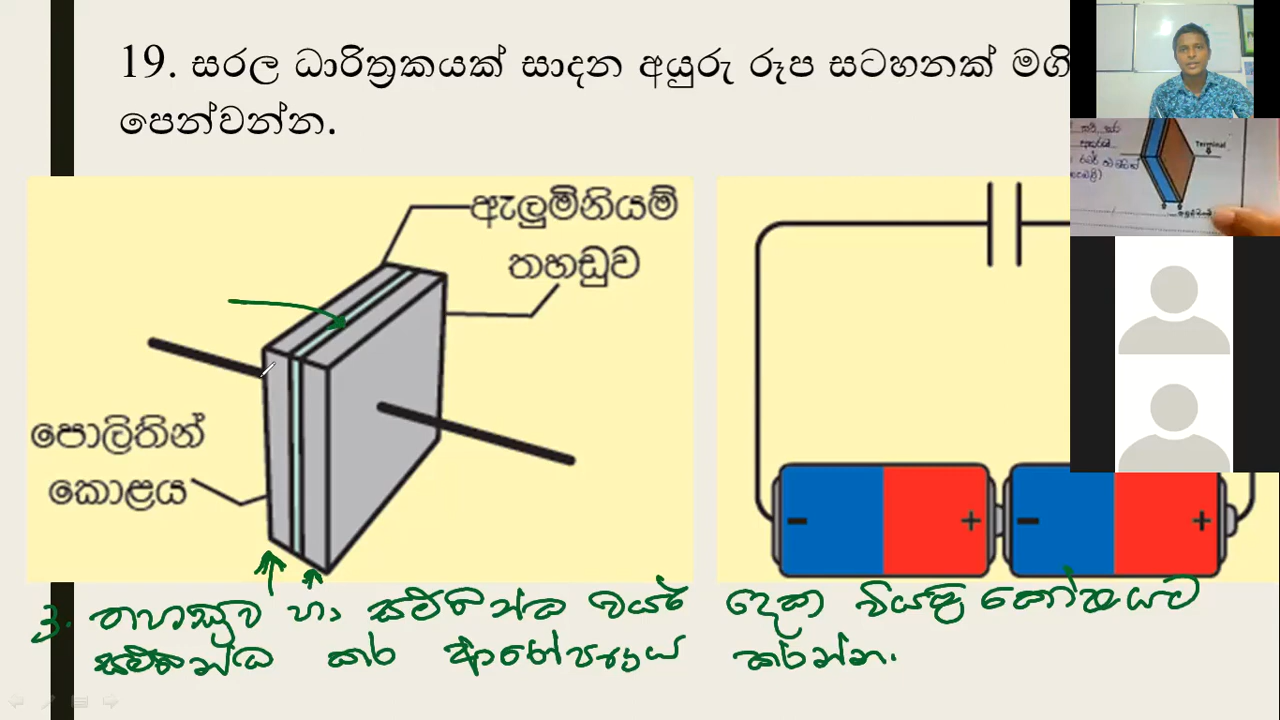 19. සරල ධාරිත්‍රකයක් සාදන අයුරු රූප සටහනක් මගි
පෙන්වන්න.
ඇලුමිනියම්
තහඩුව
පොලිතින්
කොළය
- + - +
3. තහඩුව හා සම්බන්ධ වයර් දෙක වියළි කෝෂයට
සම්බන්ධ කර ආරෝපණය කරන්න.
Terminal